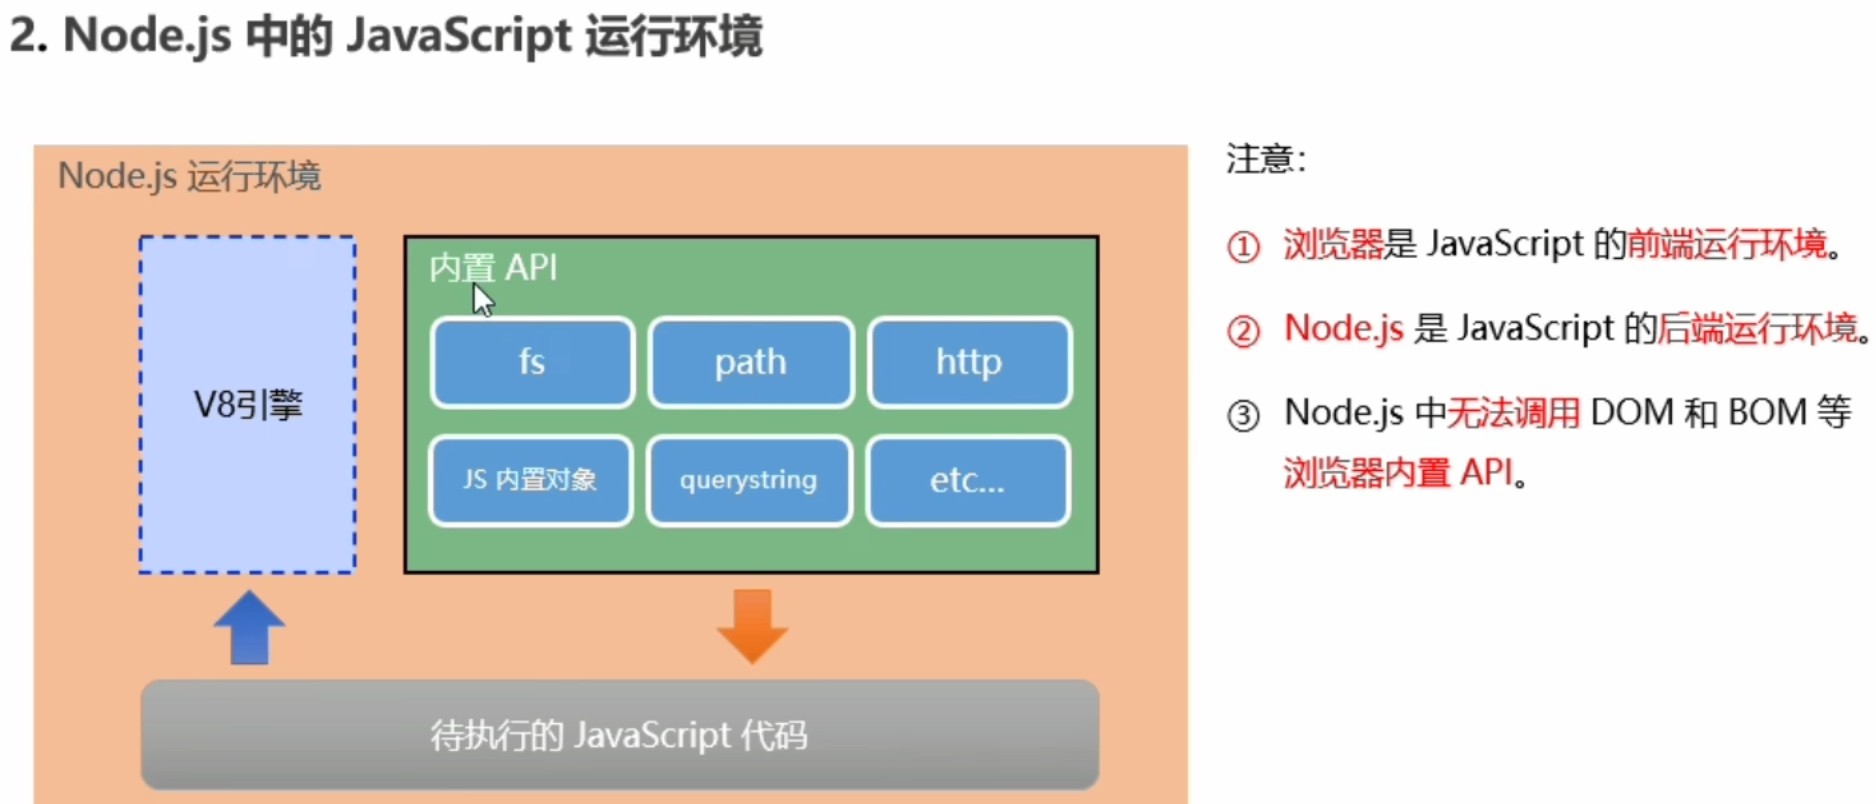 2. Node.js 中的 JavaScript 运行环境
Node.js 运行环境
V8引擎
内置 API
fs
path
http
JS 内置对象
querystring
etc...
待执行的 JavaScript 代码
注意：
① 浏览器是 JavaScript 的前端运行环境。
② Node.js 是 JavaScript 的后端运行环境。
③ Node.js 中无法调用 DOM 和 BOM 等
浏览器内置 API。